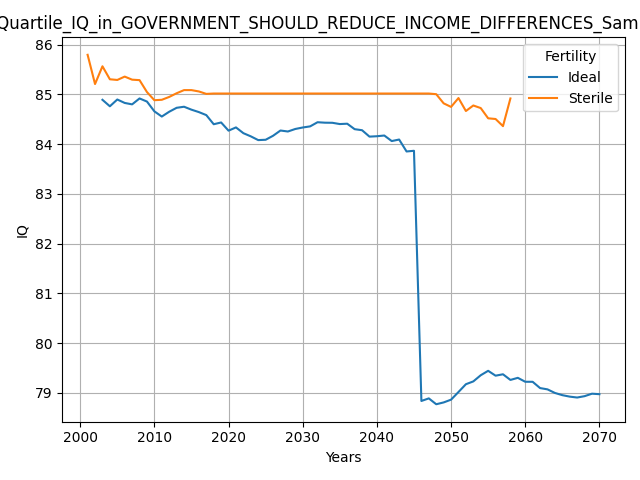 Quartile_IQ_in_GOVERNMENT_SHOULD_REDUCE_INCOME_DIFFERENCES_Sam
Fertility
Ideal
Sterile
86
85
84
83
82
81
80
79
IQ
2000 2010 2020 2030 2040 2050 2060 2070
Years